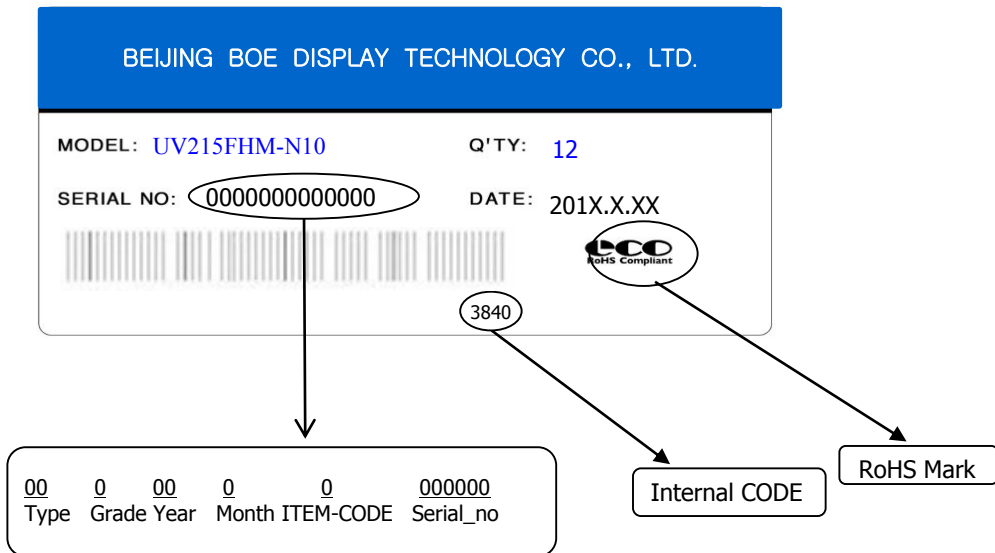 BEIJING BOE DISPLAY TECHNOLOGY CO., LTD.
MODEL: UV215FHM-N10 Q'TY: 12
SERIAL NO: 0000000000000 DATE: 201X.X.XX
eco
RoHS Compliant
3840
00 0 00 0 0 000000
Type Grade Year Month ITEM-CODE Serial_no
Internal CODE
RoHS Mark